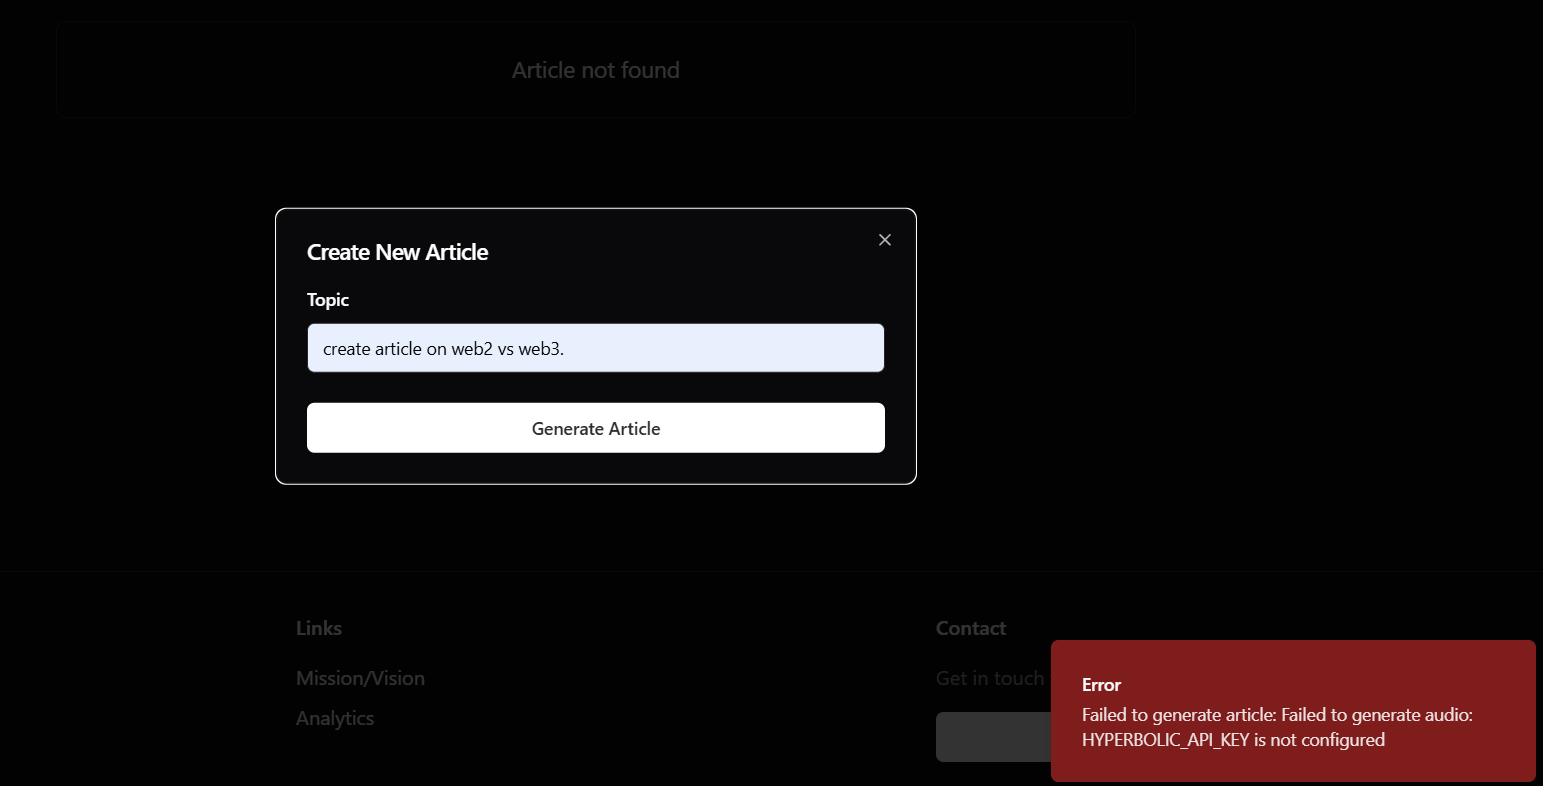 Article not found
Create New Article
Topic
create article on web2 vs web3.
Generate Article
Links
Contact
Mission/Vision
Get in touch
Analytics
Error
Failed to generate article: Failed to generate audio:
HYPERBOLIC_API_KEY is not configured